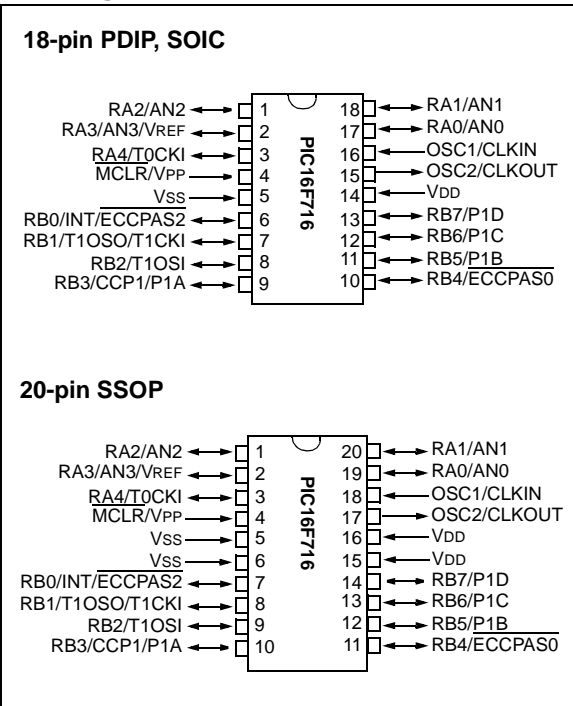 18-pin PDIP, SOIC
RA2/AN2 1 18 RA1/AN1
RA3/AN3/VREF 2 17 RA0/AN0
RA4/T0CKI 3 16 OSC1/CLKIN
MCLR/VPP 4 15 OSC2/CLKOUT
VSS 5 14 VDD
RB0/INT/ECCPAS2 6 13 RB7/P1D
RB1/T1OSO/T1CKI 7 12 RB6/P1C
RB2/T1OSI 8 11 RB5/P1B
RB3/CCP1/P1A 9 10 RB4/ECCPAS0
PIC16F716
20-pin SSOP
RA2/AN2 1 20 RA1/AN1
RA3/AN3/VREF 2 19 RA0/AN0
RA4/T0CKI 3 18 OSC1/CLKIN
MCLR/VPP 4 17 OSC2/CLKOUT
VSS 5 16 VDD
VSS 6 15 VDD
RB0/INT/ECCPAS2 7 14 RB7/P1D
RB1/T1OSO/T1CKI 8 13 RB6/P1C
RB2/T1OSI 9 12 RB5/P1B
RB3/CCP1/P1A 10 11 RB4/ECCPAS0
PIC16F716